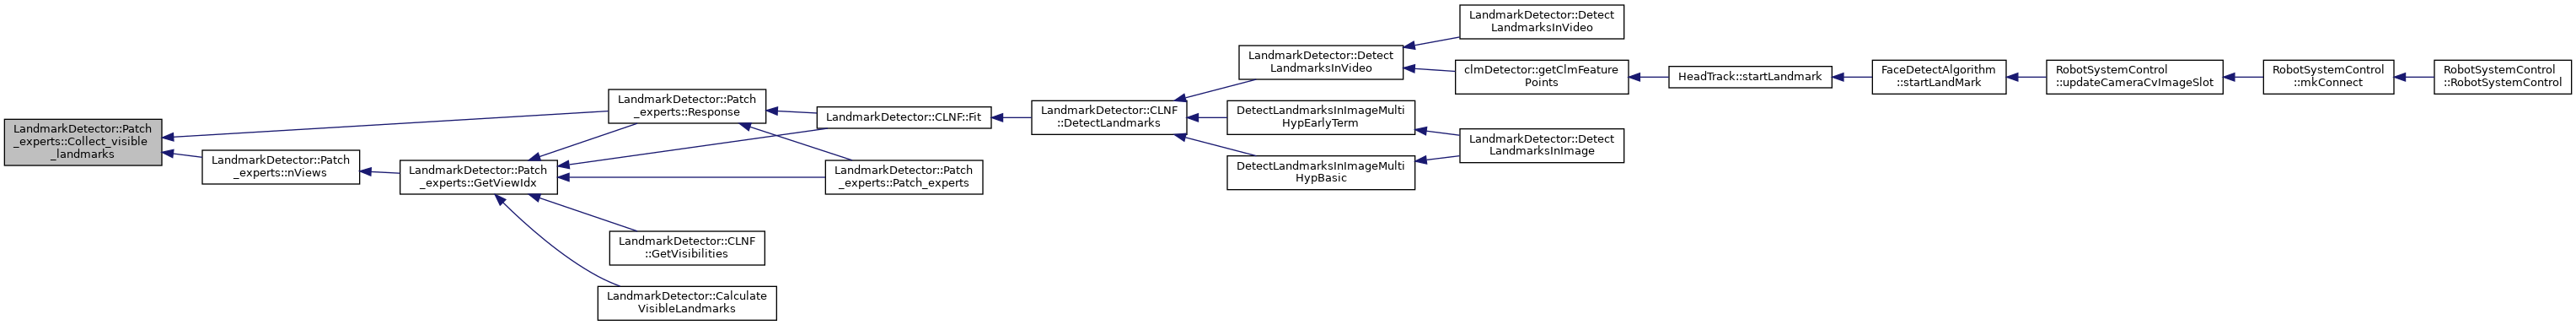 LandmarkDetector::Patch
_experts::Collect_visible
_landmarks
LandmarkDetector::Patch
_experts::nViews
LandmarkDetector::Patch
_experts::GetViewIdx
LandmarkDetector::Patch
_experts::Response
LandmarkDetector::CLNF
::GetVisibilities
LandmarkDetector::Calculate
VisibleLandmarks
LandmarkDetector::CLNF::Fit
LandmarkDetector::Patch
_experts::Patch_experts
LandmarkDetector::CLNF
::DetectLandmarks
LandmarkDetector::Detect
LandmarksInVideo
DetectLandmarksInImageMulti
HypEarlyTerm
DetectLandmarksInImageMulti
HypBasic
LandmarkDetector::Detect
LandmarksInVideo
clmDetector::getClmFeature
Points
LandmarkDetector::Detect
LandmarksInImage
HeadTrack::startLandmark
FaceDetectAlgorithm
::startLandMark
RobotSystemControl
::updateCameraCvImageSlot
RobotSystemControl
::mkConnect
RobotSystemControl
::RobotSystemControl